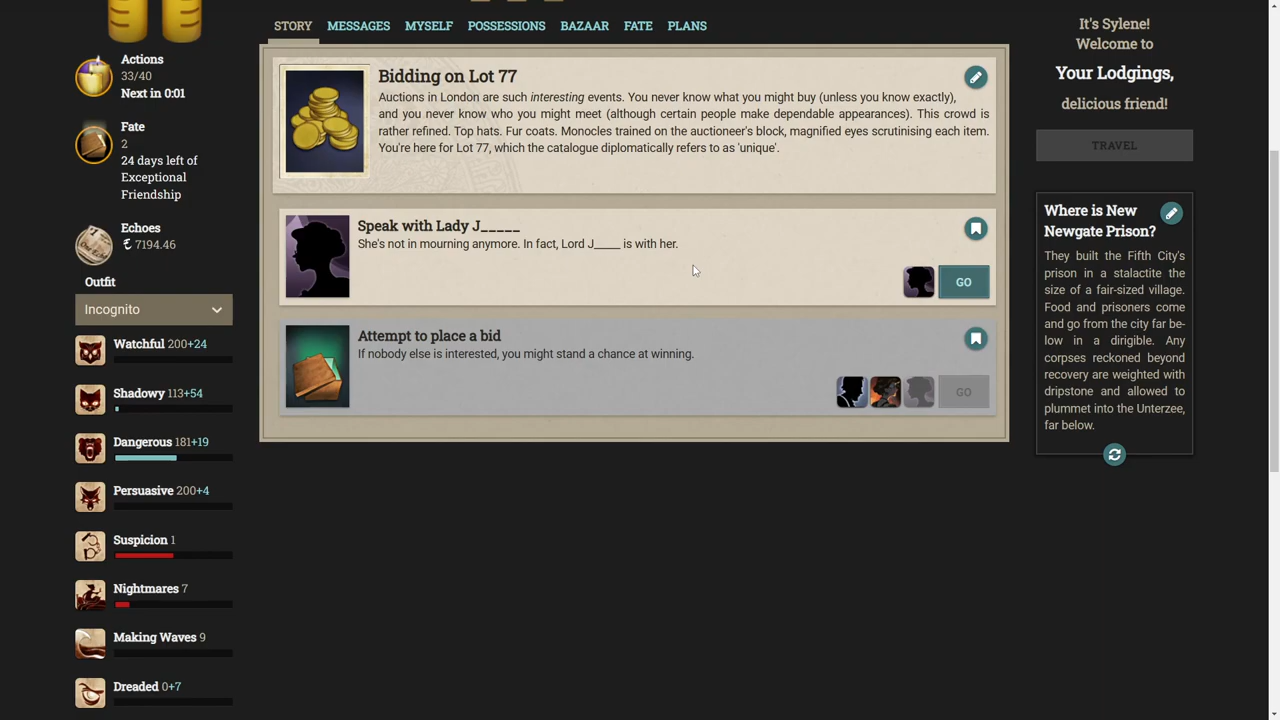 STORY MESSAGES MYSELF POSSESSIONS BAZAAR FATE PLANS
Actions
33/40
Next in 0:01
Fate
2
24 days left of
Exceptional
Friendship
Echoes
7194.46
Outfit
Incognito
Watchful 200+24
Shadowy 113+54
Dangerous 181+19
Persuasive 200+4
Suspicion 1
Nightmares 7
Making Waves 9
Dreaded 0+7
Bidding on Lot 77
Auctions in London are such interesting events. You never know what you might buy (unless you know exactly),
and you never know who you might meet (although certain people make dependable appearances). This crowd is
rather refined. Top hats. Fur coats. Monocles trained on the auctioneer's block, magnified eyes scrutinising each item.
You're here for Lot 77, which the catalogue diplomatically refers to as 'unique'.
Speak with Lady J_____
She's not in mourning anymore. In fact, Lord J____ is with her.
GO
Attempt to place a bid
If nobody else is interested, you might stand a chance at winning.
GO
It's Sylene!
Welcome to
Your Lodgings,
delicious friend!
TRAVEL
Where is New
Newgate Prison?
They built the Fifth City's
prison in a stalactite the
size of a fair-sized village.
Food and prisoners come
and go from the city far be-
low in a dirigible. Any
corpses reckoned beyond
recovery are weighted with
dripstone and allowed to
plummet into the Unterzee,
far below.